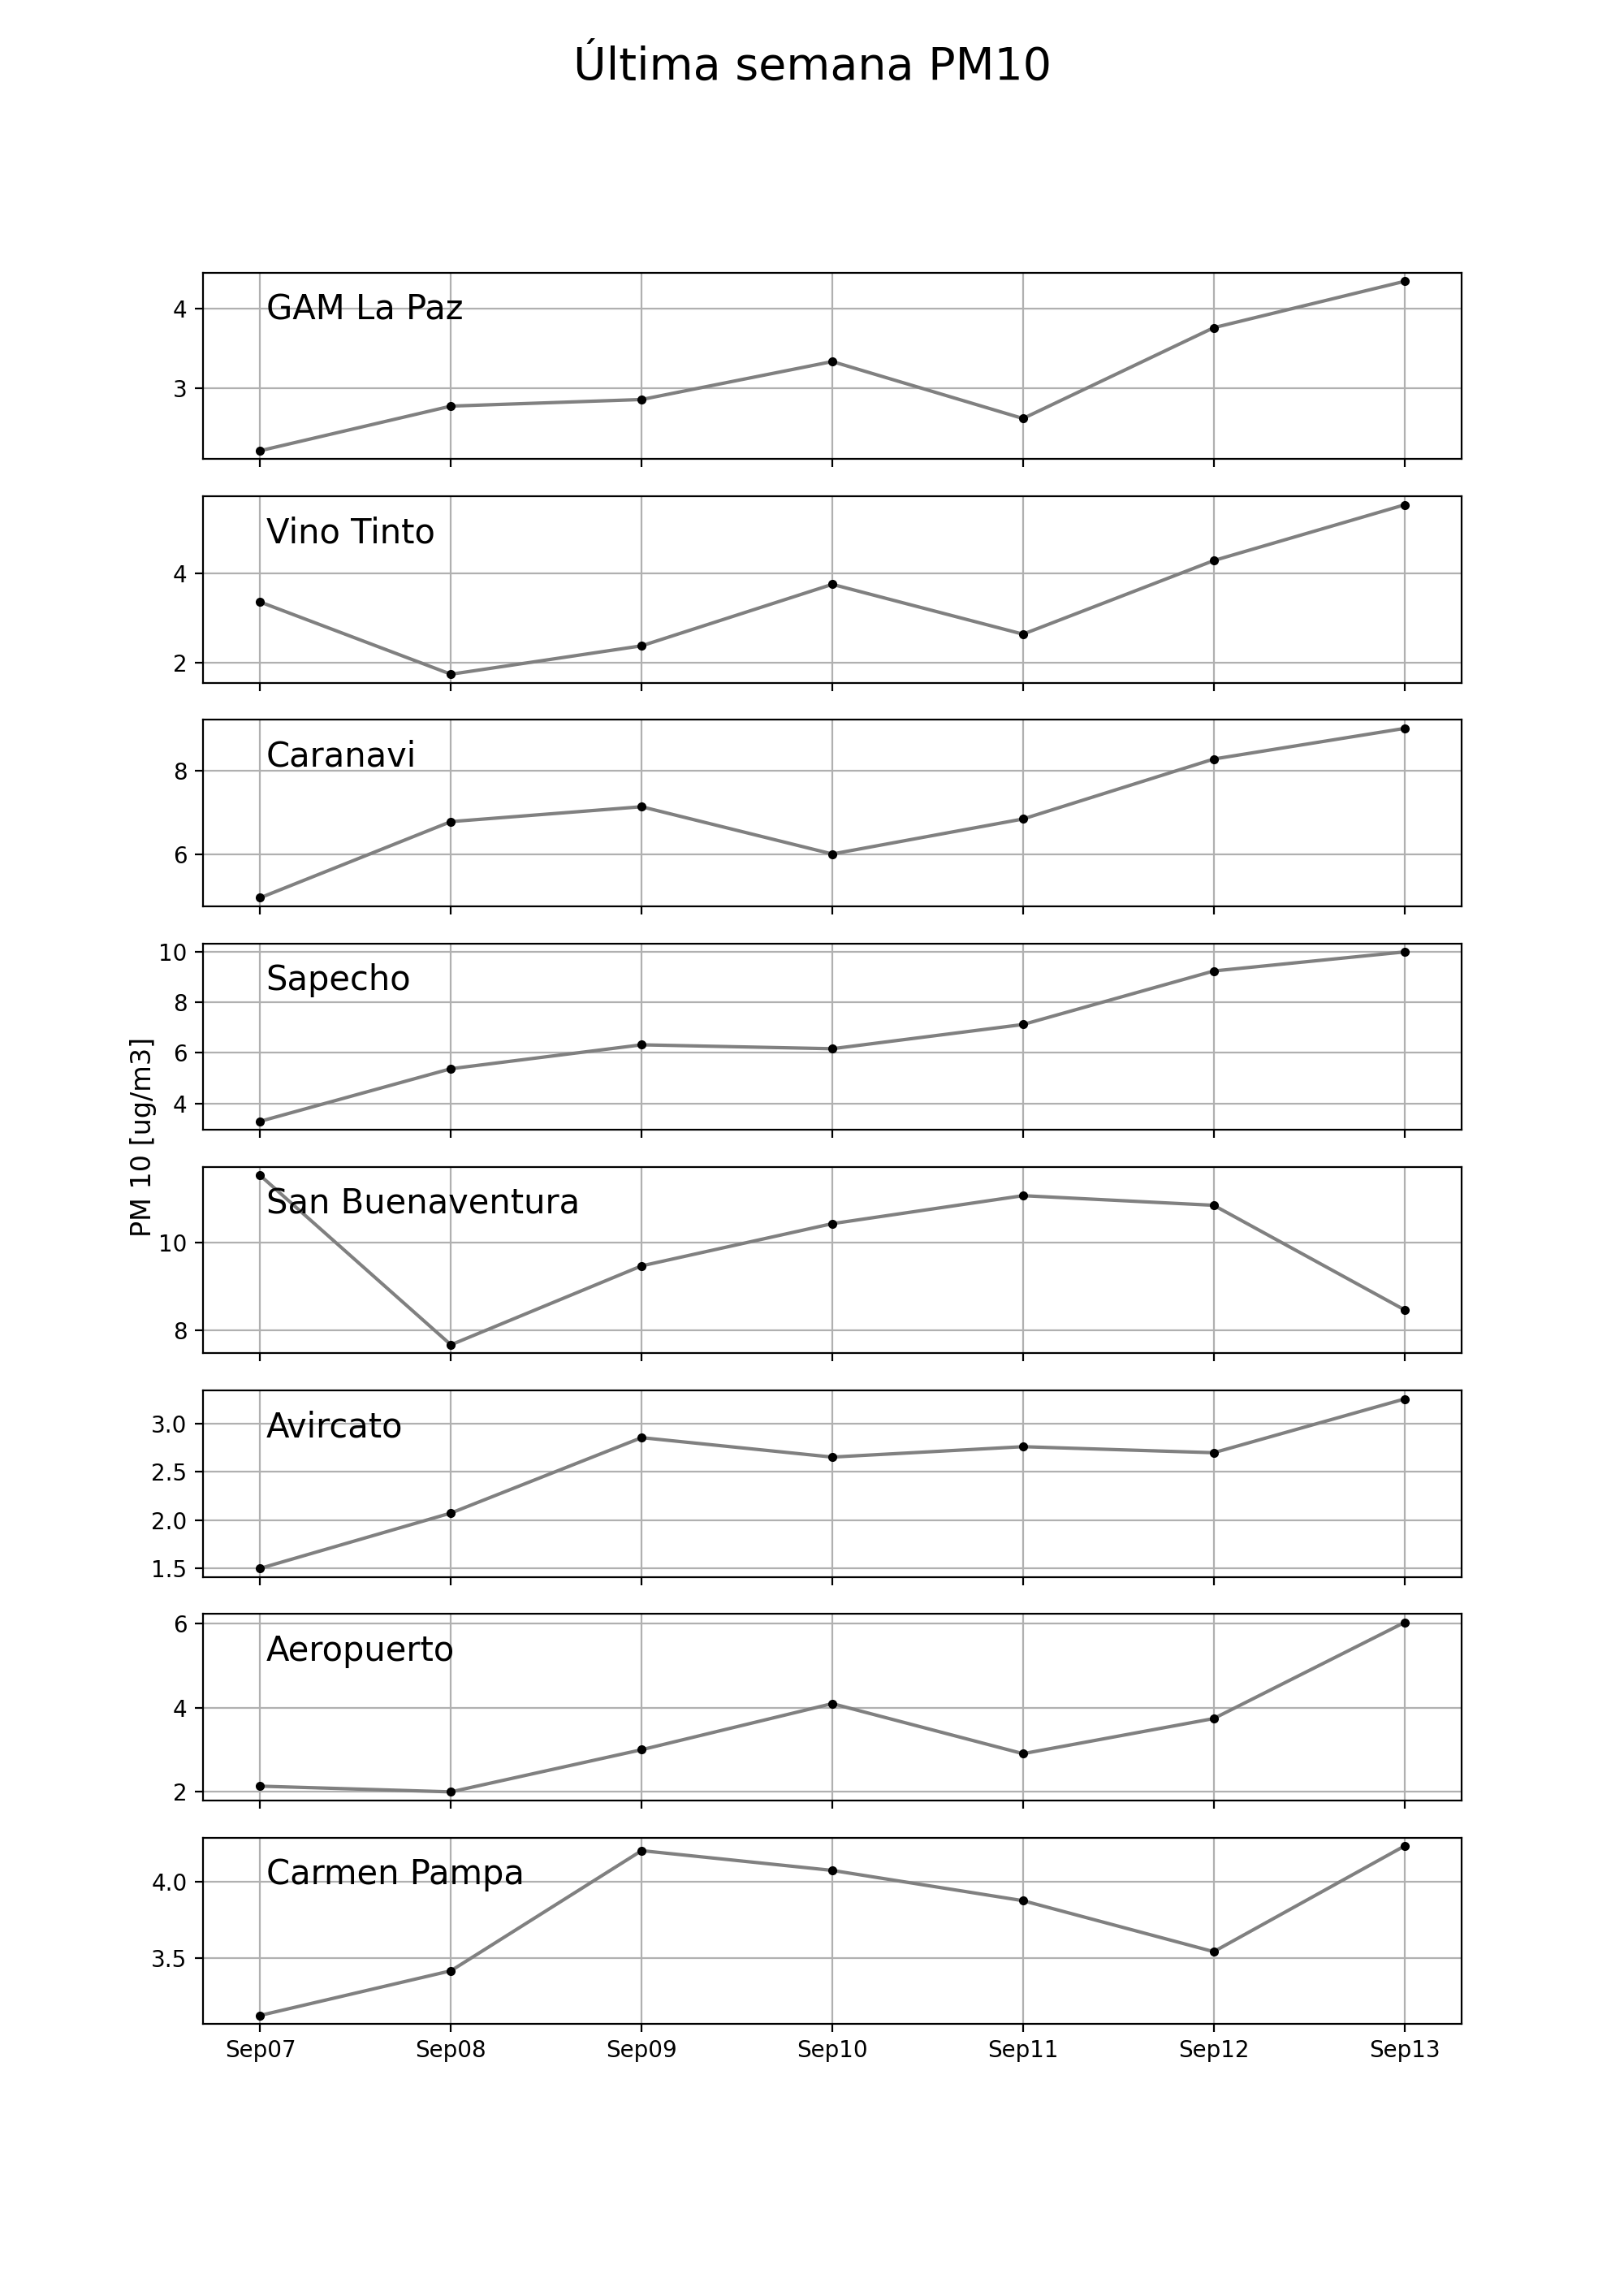 Última semana PM10
GAM La Paz
4
3
Vino Tinto
4
2
Caranavi
8
6
Sapecho
10
8
6
4
PM 10 [ug/m3]
San Buenaventura
10
8
Avircato
3.0
2.5
2.0
1.5
Aeropuerto
6
4
2
Carmen Pampa
4.0
3.5
Sep07 Sep08 Sep09 Sep10 Sep11 Sep12 Sep13